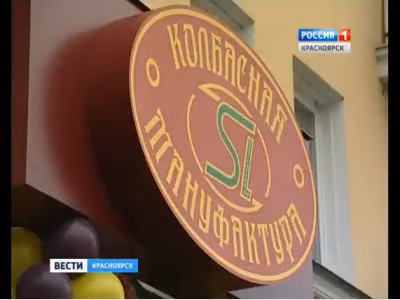 РОССИЯ 1
КРАСНОЯРСК
КОЛБАСНАЯ
SL
МАНУФАКТУРА
ВЕСТИ КРАСНОЯРСК